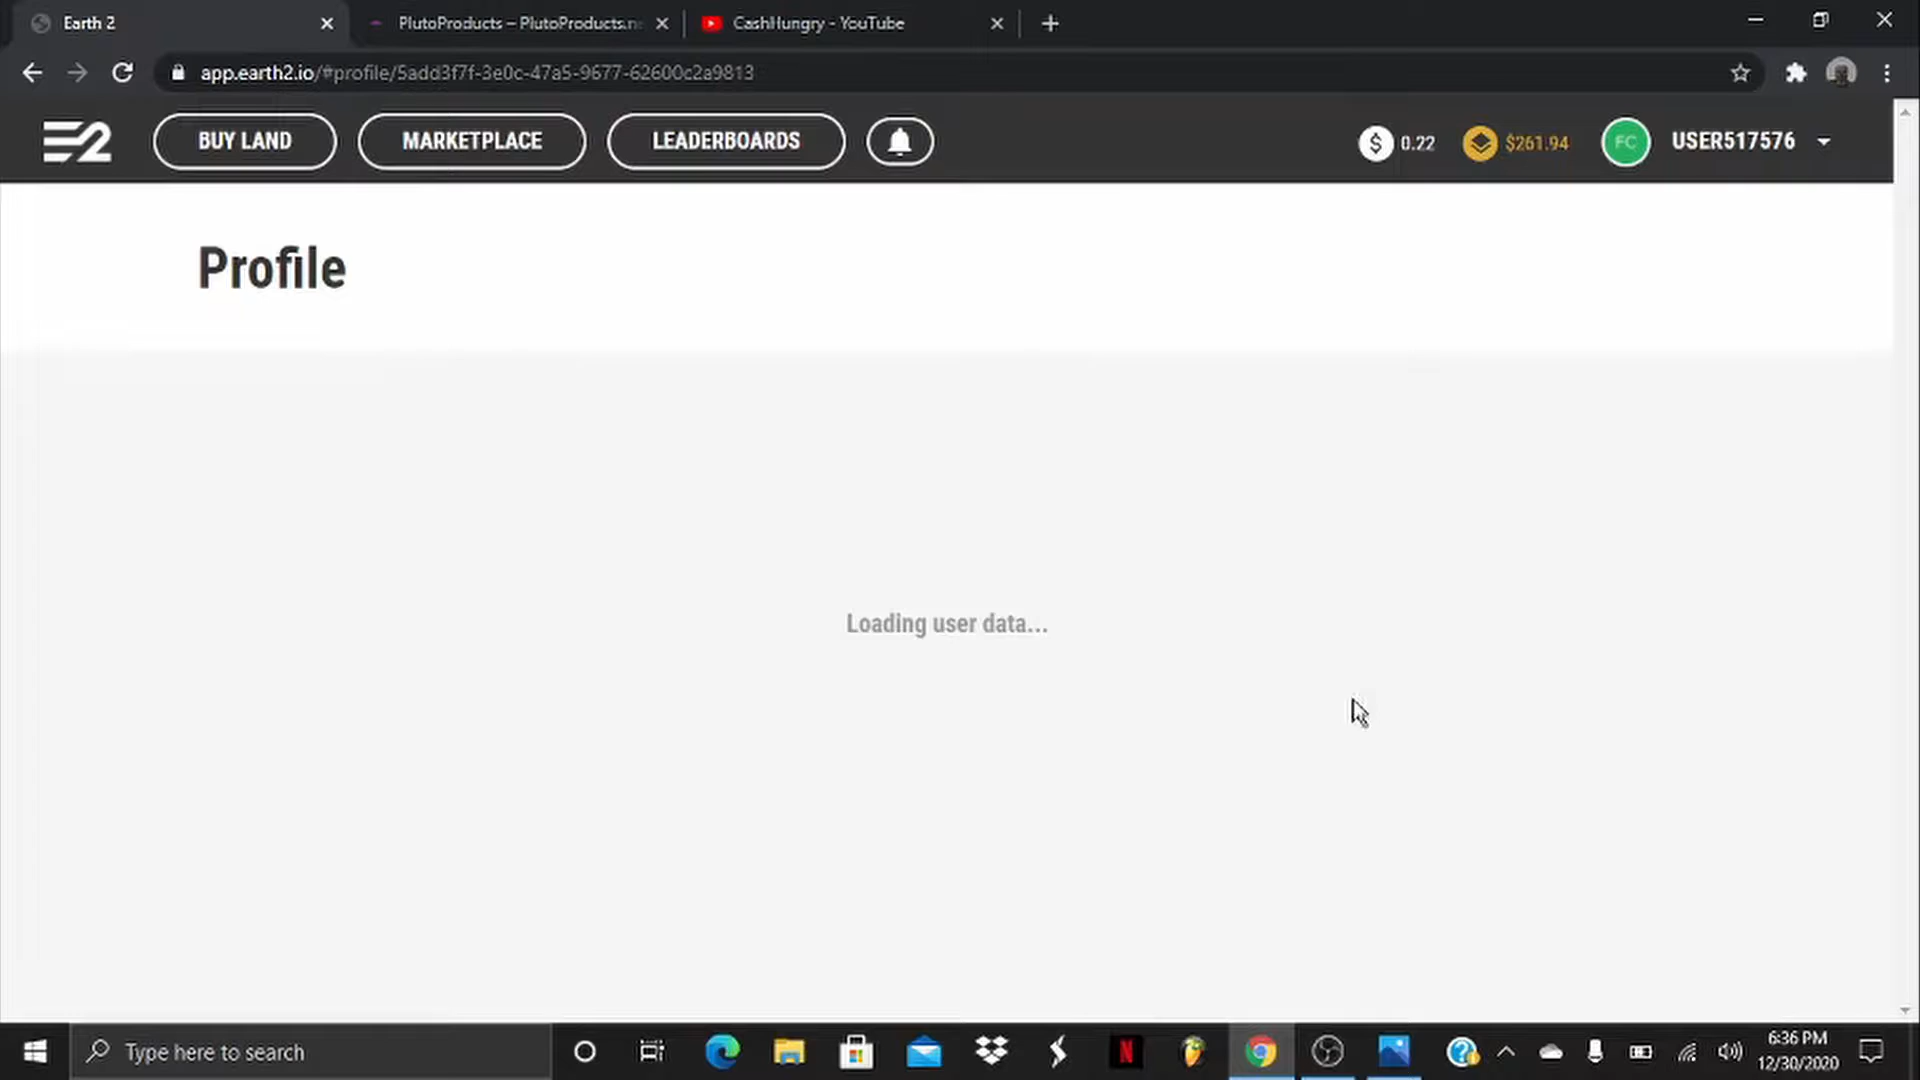 Earth 2
PlutoProducts – PlutoProducts.n
CashHungry - YouTube
app.earth2.io/#profile/5add3f7f-3e0c-47a5-9677-62600c2a9813
E2
BUY LAND
MARKETPLACE
LEADERBOARDS
$ 0.22
$261.94
FC
USER517576
Profile
Loading user data...
Type here to search
N
6:36 PM
12/30/2020